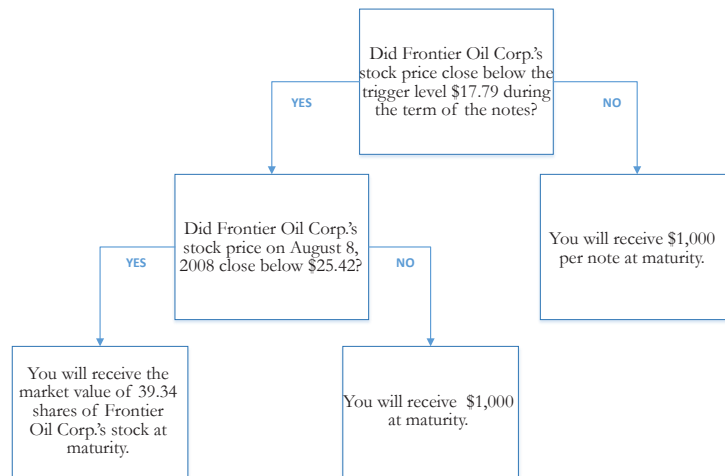 Did Frontier Oil Corp.'s
stock price close below the
trigger level $17.79 during
the term of the notes?
YES
NO
Did Frontier Oil Corp.'s
stock price on August 8,
2008 close below $25.42?
You will receive $1,000
per note at maturity.
YES
NO
You will receive the
market value of 39.34
shares of Frontier
Oil Corp.'s stock at
maturity.
You will receive $1,000
at maturity.